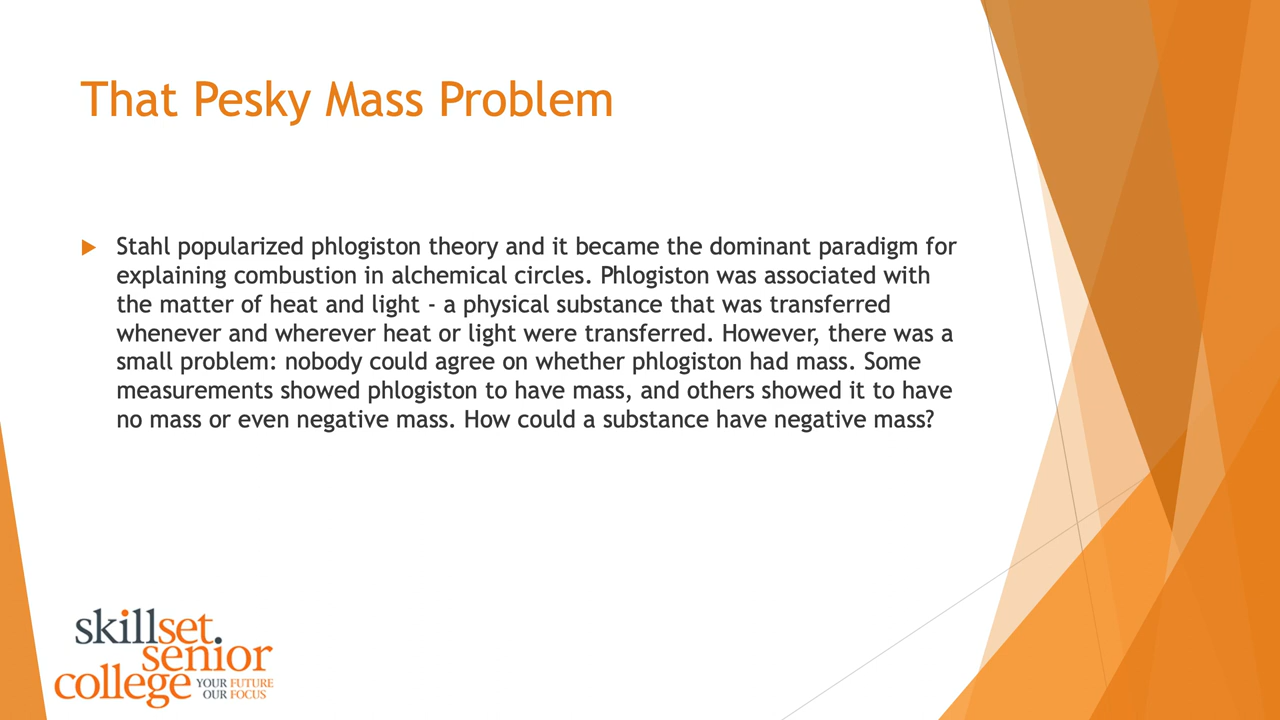 That Pesky Mass Problem
Stahl popularized phlogiston theory and it became the dominant paradigm for
explaining combustion in alchemical circles. Phlogiston was associated with
the matter of heat and light - a physical substance that was transferred
whenever and wherever heat or light were transferred. However, there was a
small problem: nobody could agree on whether phlogiston had mass. Some
measurements showed phlogiston to have mass, and others showed it to have
no mass or even negative mass. How could a substance have negative mass?
skillset.
senior
college
YOUR FUTURE
OUR FOCUS